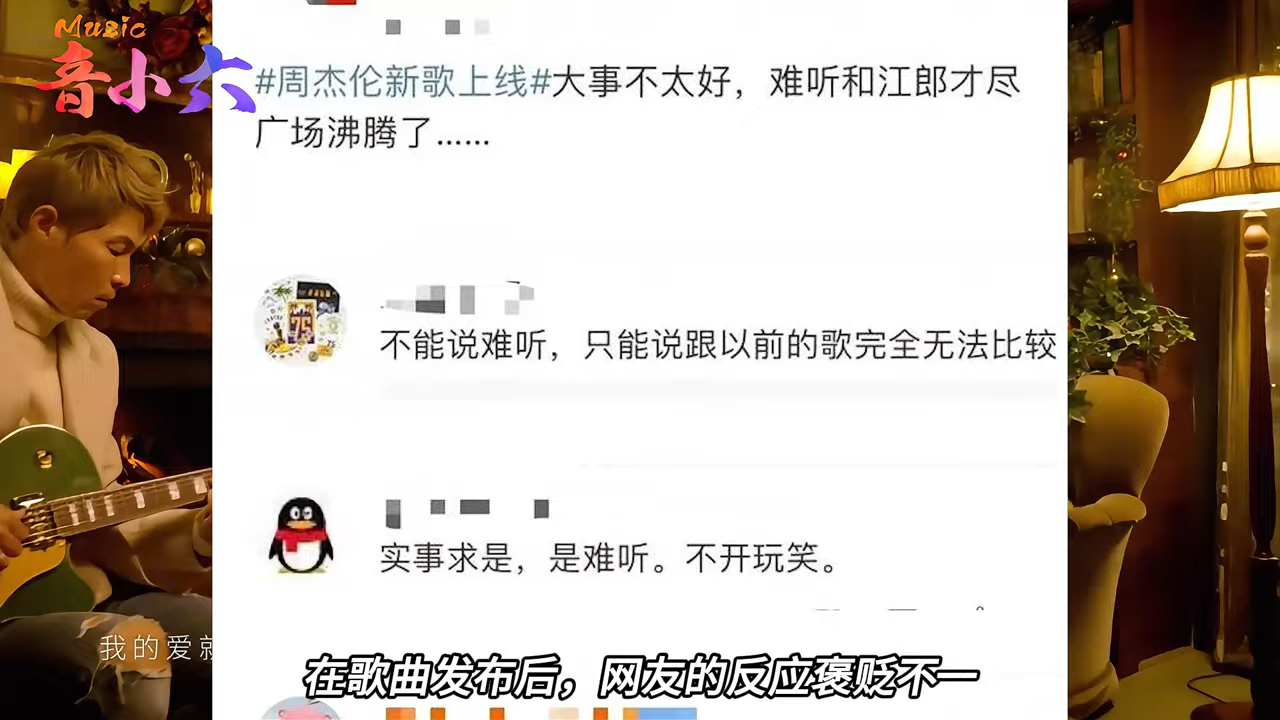 Music
音小六
#周杰伦新歌上线#大事不太好，难听和江郎才尽
广场沸腾了......
不能说难听，只能说跟以前的歌完全无法比较
实事求是，是难听。不开玩笑。
我的爱就
在歌曲发布后，网友的反应褒贬不一